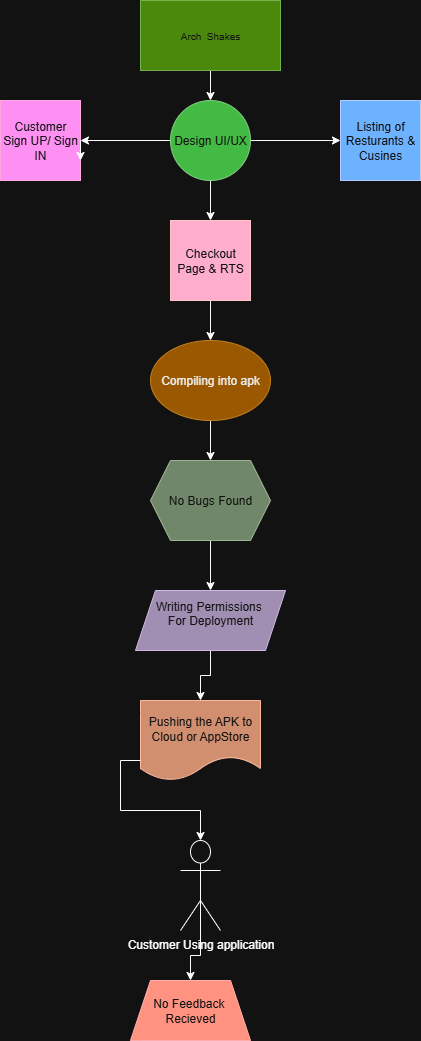 Arch Shakes
Customer
Sign UP/ Sign
IN
Design UI/UX
Listing of
Resturants &
Cusines
Checkout
Page & RTS
Compiling into apk
No Bugs Found
Writing Permissions
For Deployment
Pushing the APK to
Cloud or AppStore
Customer Using application
No Feedback
Recieved